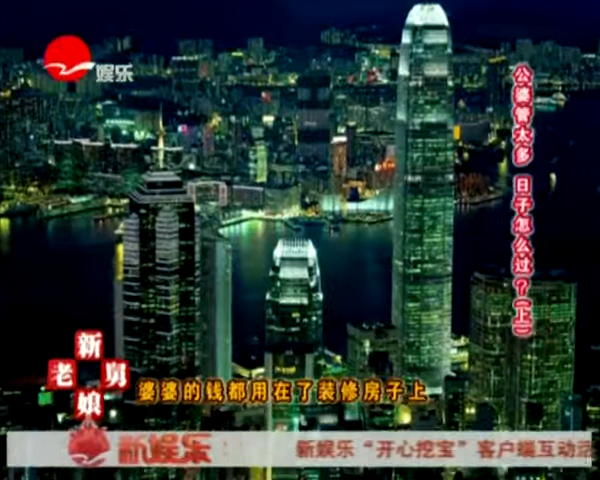 娱乐
公婆管太多 日子怎么过？(上)
新老舅娘
婆婆的钱都用在了装修房子上
新娱乐
新娱乐“开心挖宝”客户端互动活